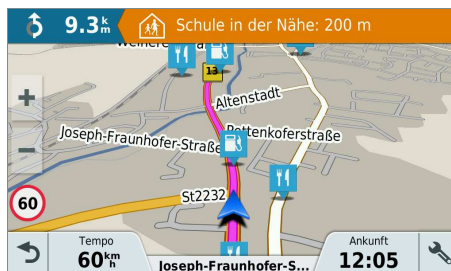 9.3 km
Schule in der Nähe: 200 m
13
Altenstadt
Joseph-Fraunhofer-Straße
Pettenkoferstraße
St2232
60
Tempo
60 km/h
Joseph-Fraunhofer-S...
Ankunft
12:05